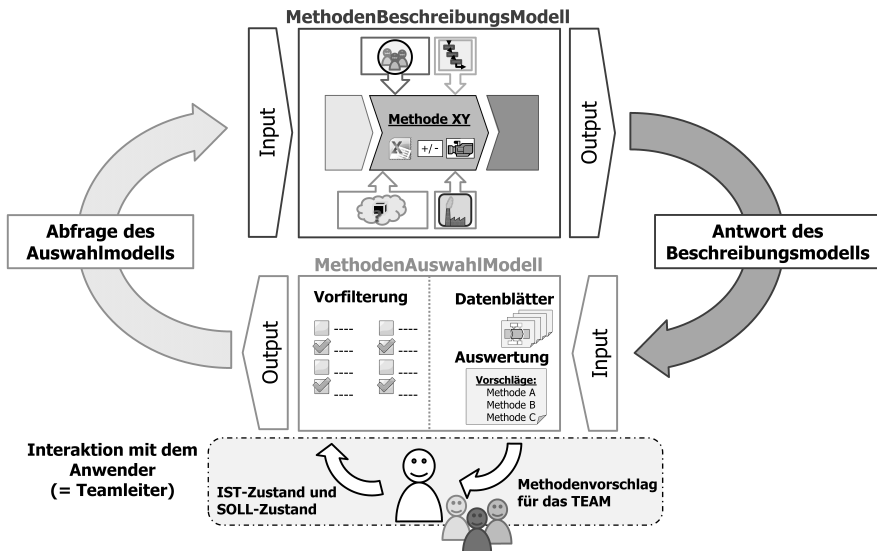 MethodenBeschreibungsModell
Input
Methode XY
+/-
Output
Abfrage des
Auswahlmodells
Antwort des
Beschreibungsmodells
MethodenAuswahlModell
Output
Vorfilterung
---- ----
---- ----
---- ----
---- ----
Datenblätter
Auswertung
Vorschläge:
Methode A
Methode B
Methode C
Input
Interaktion mit dem
Anwender
(= Teamleiter)
IST-Zustand und
SOLL-Zustand
Methodenvorschlag
für das TEAM